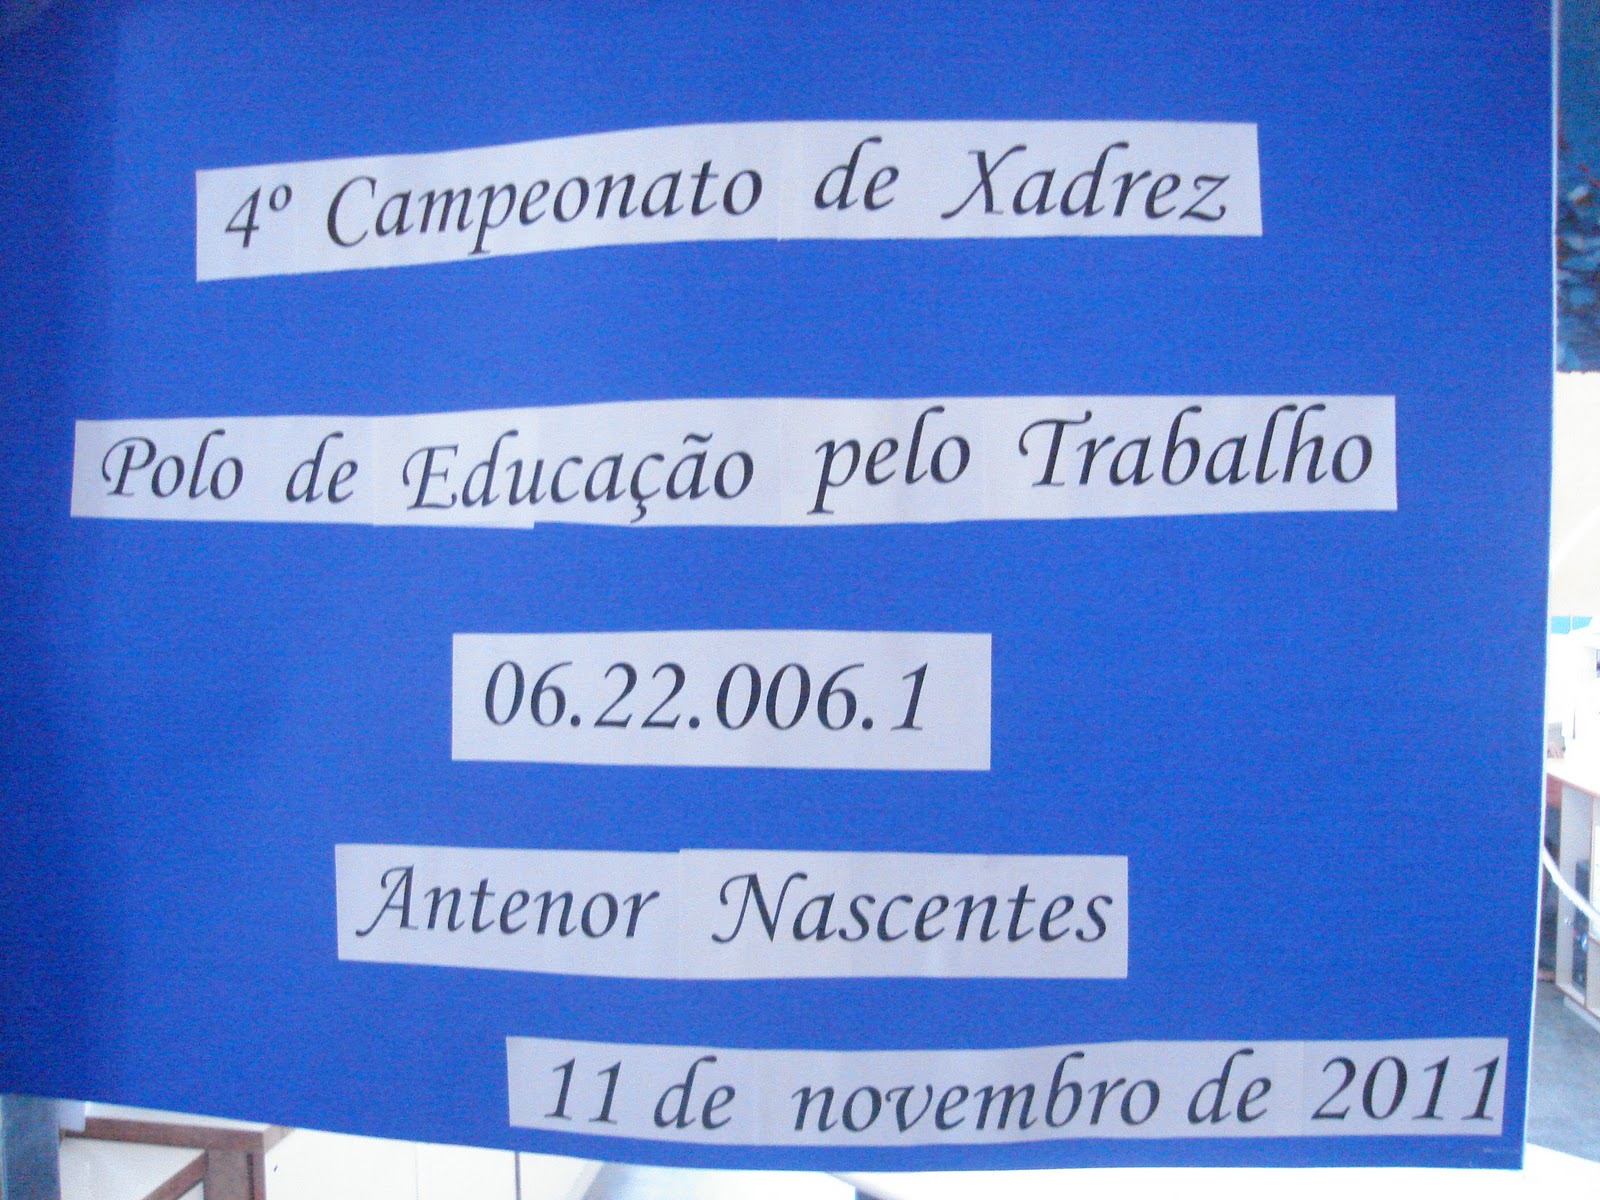 4º Campeonato de Xadrez
Polo de Educação pelo Trabalho
06.22.006.1
Antenor Nascentes
11 de novembro de 2011